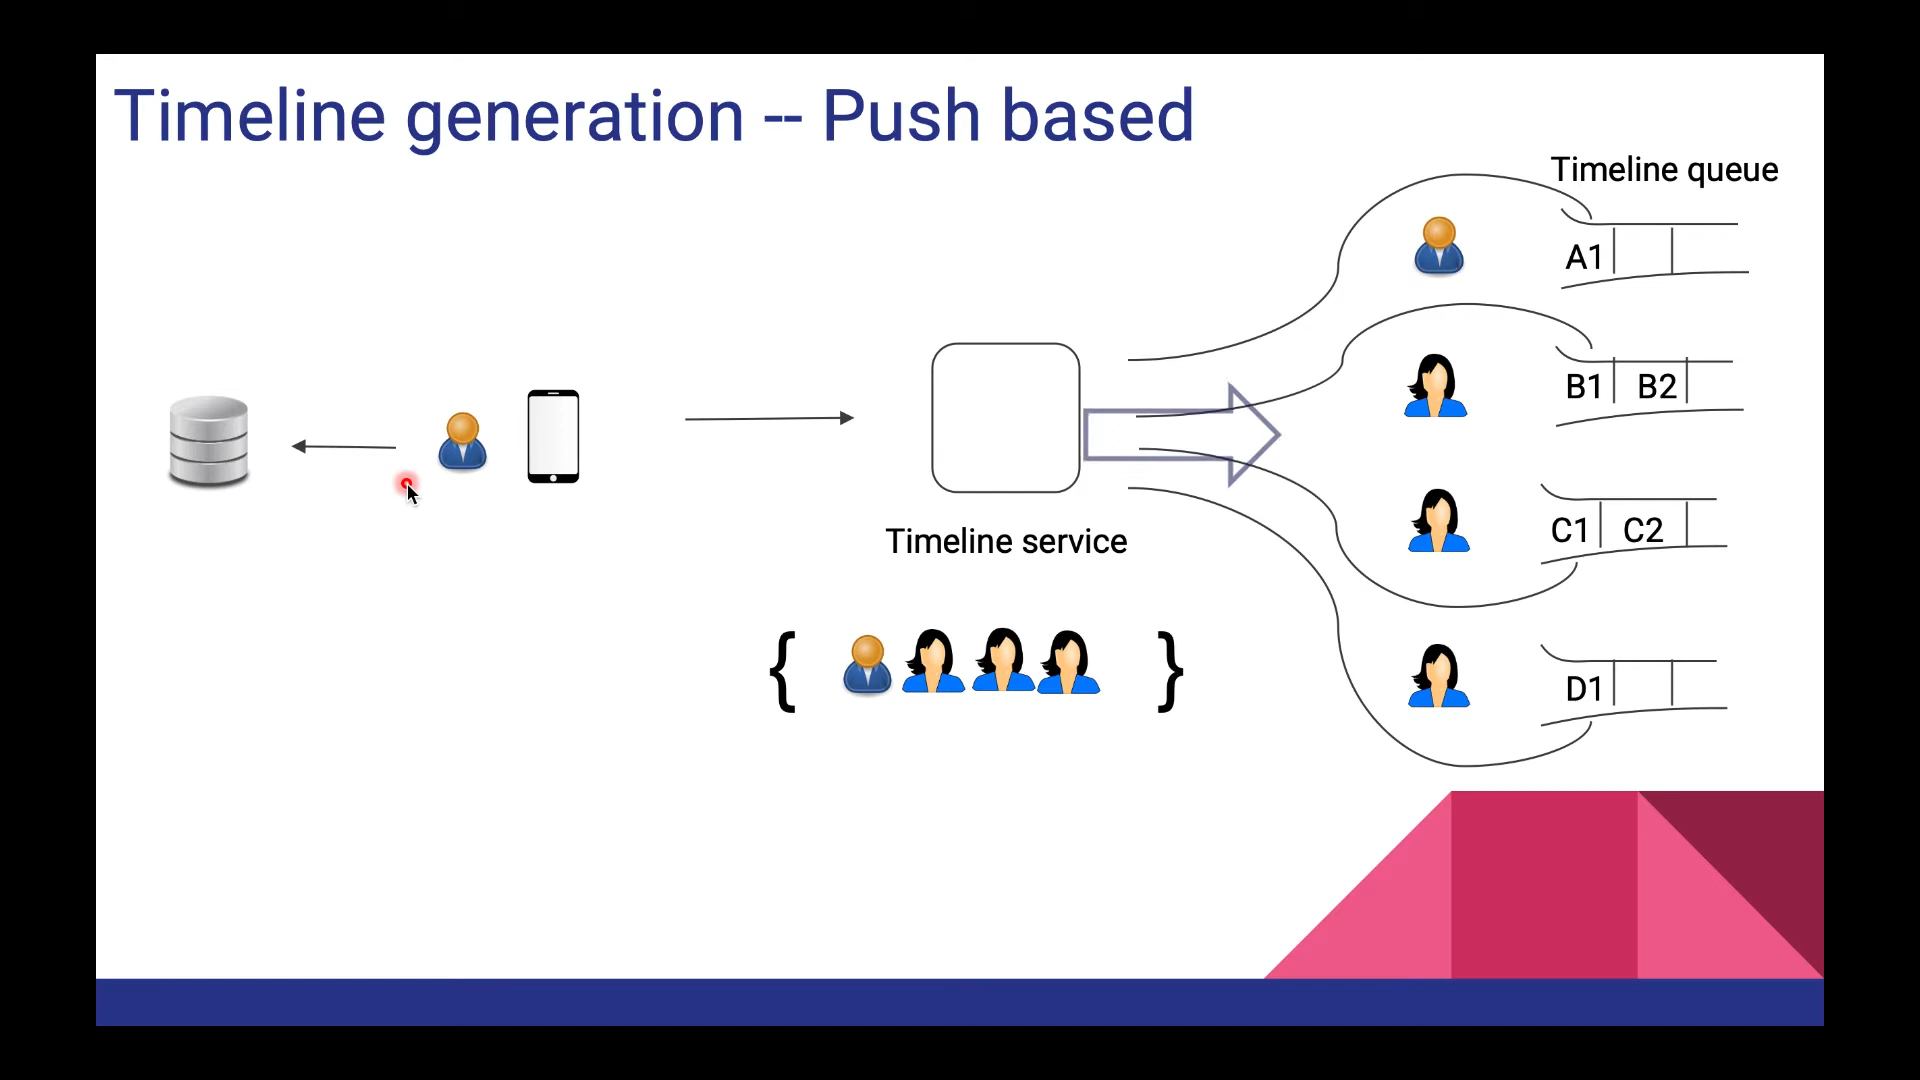 Timeline generation -- Push based
Timeline queue
A1
B1 B2
C1 C2
D1
Timeline service
{ }